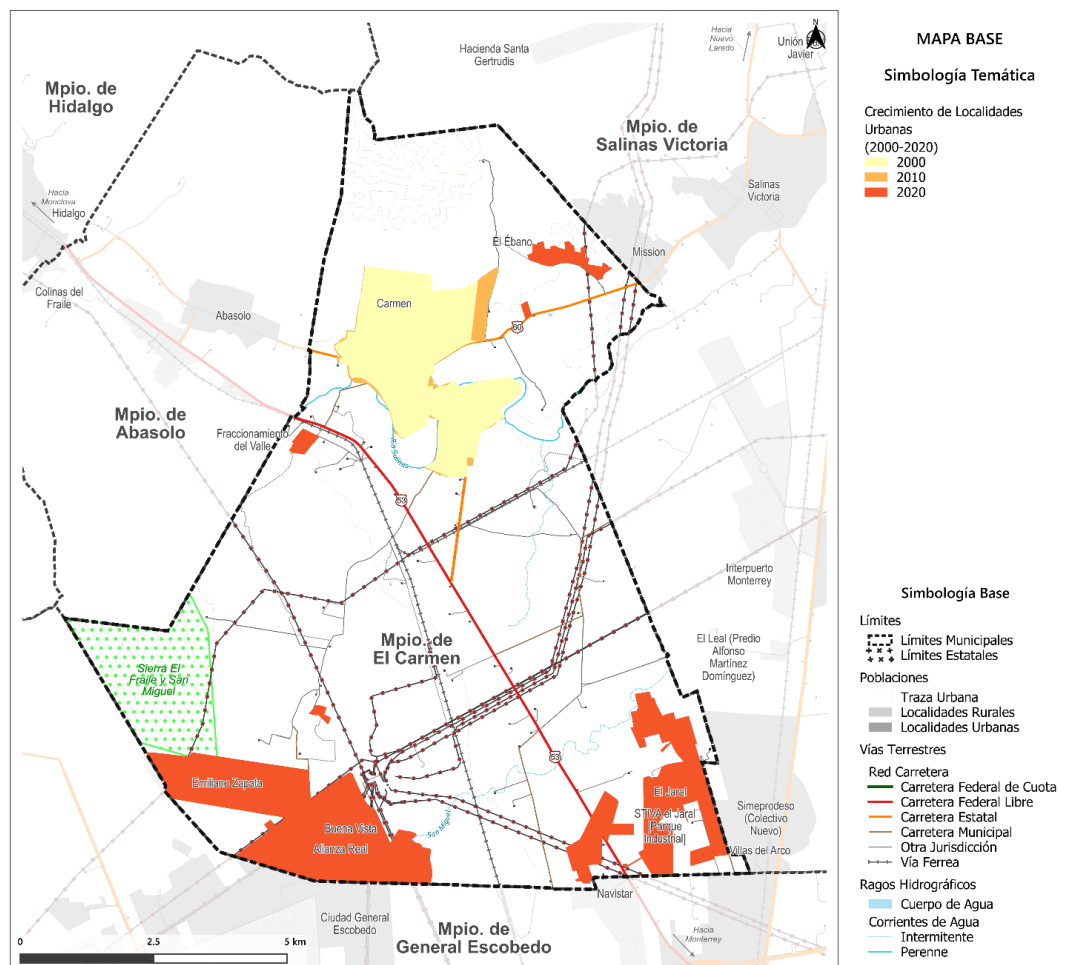 Mpio. de
Hidalgo
Hacienda Santa
Gertrudis
Hacia
Nuevo
Laredo
N
Unión
Javier
Mpio. de
Salinas Victoria
Salinas
Victoria
Hacia
Monclova
Hidalgo
El Ébano
Mission
Colinas del
Fraile
Abasolo
Carmen
60
Mpio. de
Abasolo
Fraccionamiento
del Valle
Río Salinas
53
Interpuerto
Monterrey
Mpio. de
El Carmen
El Leal (Predio
Alfonso
Martínez
Domínguez)
Sierra El
Fraile y San
Miguel
53
Emiliano Zapata
El Jaral
STIVA el Jaral
[Parque
Industrial]
Simeprodeso
(Colectivo
Nuevo)
Buena Vista
San Miguel
Alianza Real
Villas del Arco
Navistar
Ciudad General
Escobedo
Mpio. de
General Escobedo
Hacia
Monterrey
0 2.5 5 km
MAPA BASE
Simbología Temática
Crecimiento de Localidades
Urbanas
(2000-2020)
2000
2010
2020
Simbología Base
Límites
Límites Municipales
Límites Estatales
Poblaciones
Traza Urbana
Localidades Rurales
Localidades Urbanas
Vías Terrestres
Red Carretera
Carretera Federal de Cuota
Carretera Federal Libre
Carretera Estatal
Carretera Municipal
Otra Jurisdicción
Vía Ferrea
Ragos Hidrográficos
Cuerpo de Agua
Corrientes de Agua
Intermitente
Perenne